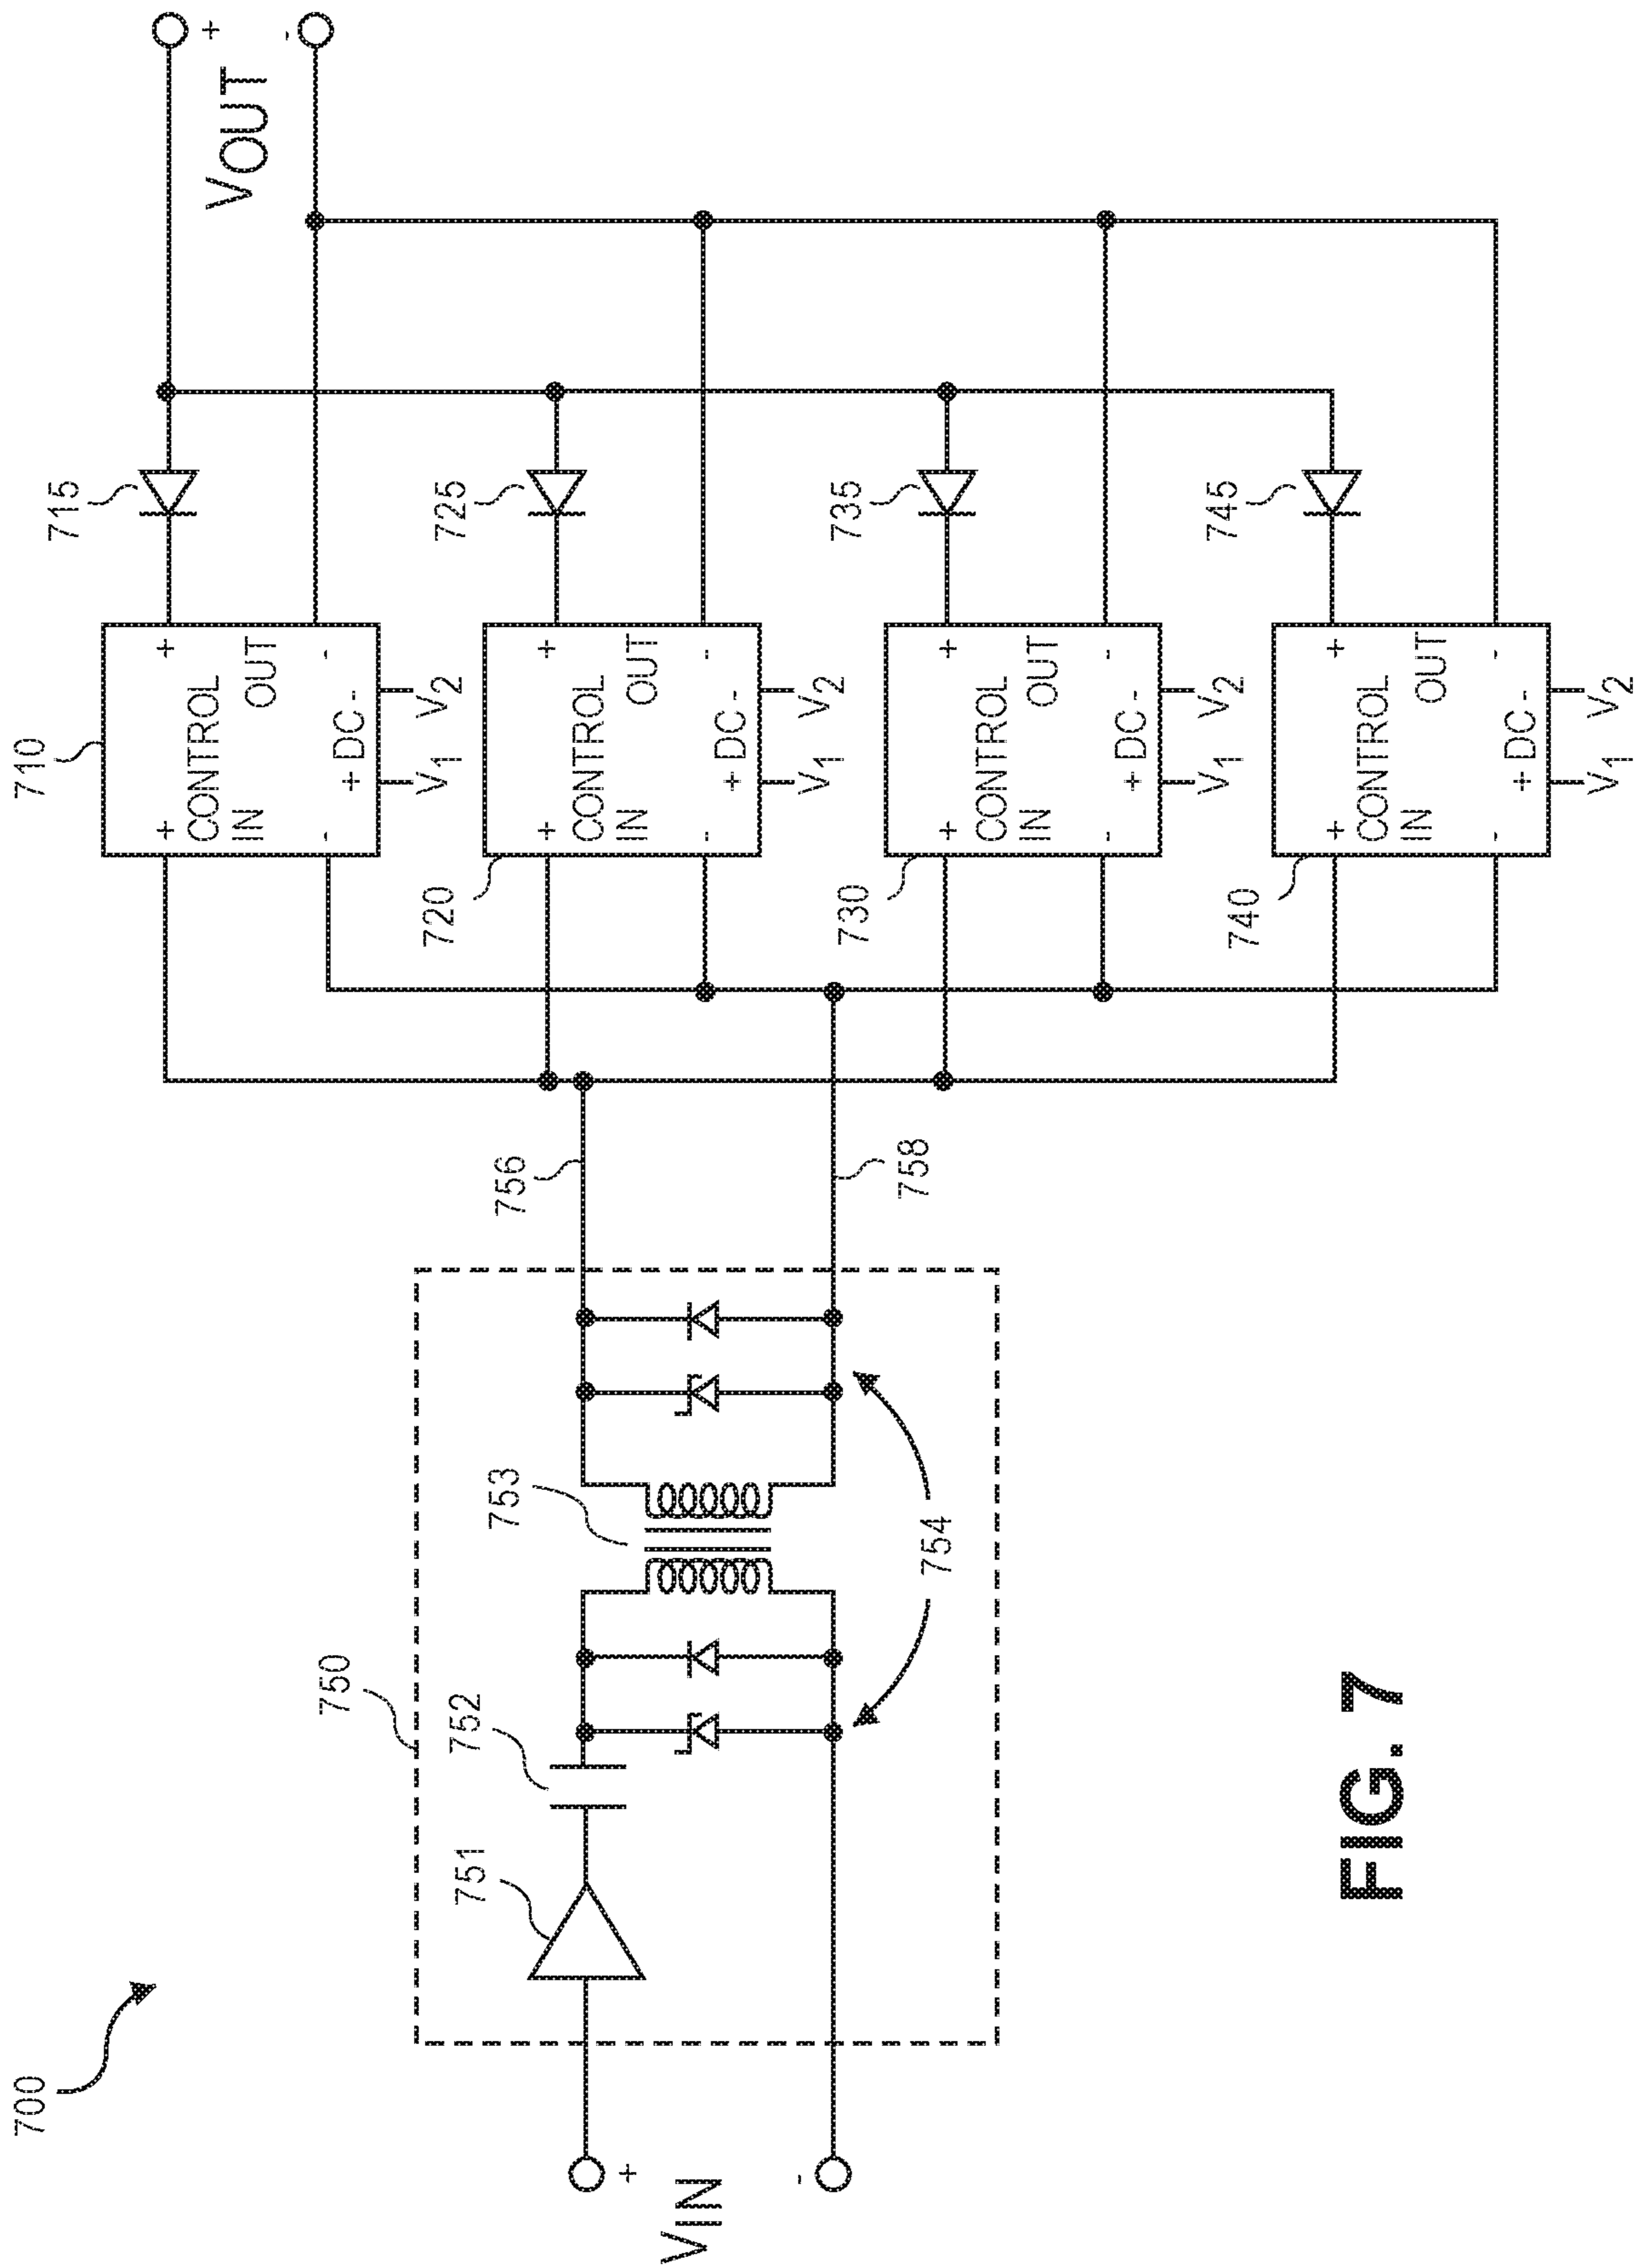 700
VIN
+
-
750
751
752
753
754
756
758
710
+
CONTROL
IN
-
+
OUT
-
+ DC -
V1
V2
715
720
+
CONTROL
IN
-
+
OUT
-
+ DC -
V1
V2
725
730
+
CONTROL
IN
-
+
OUT
-
+ DC -
V1
V2
735
740
+
CONTROL
IN
-
+
OUT
-
+ DC -
V1
V2
745
+
VOUT
-
FIG. 7